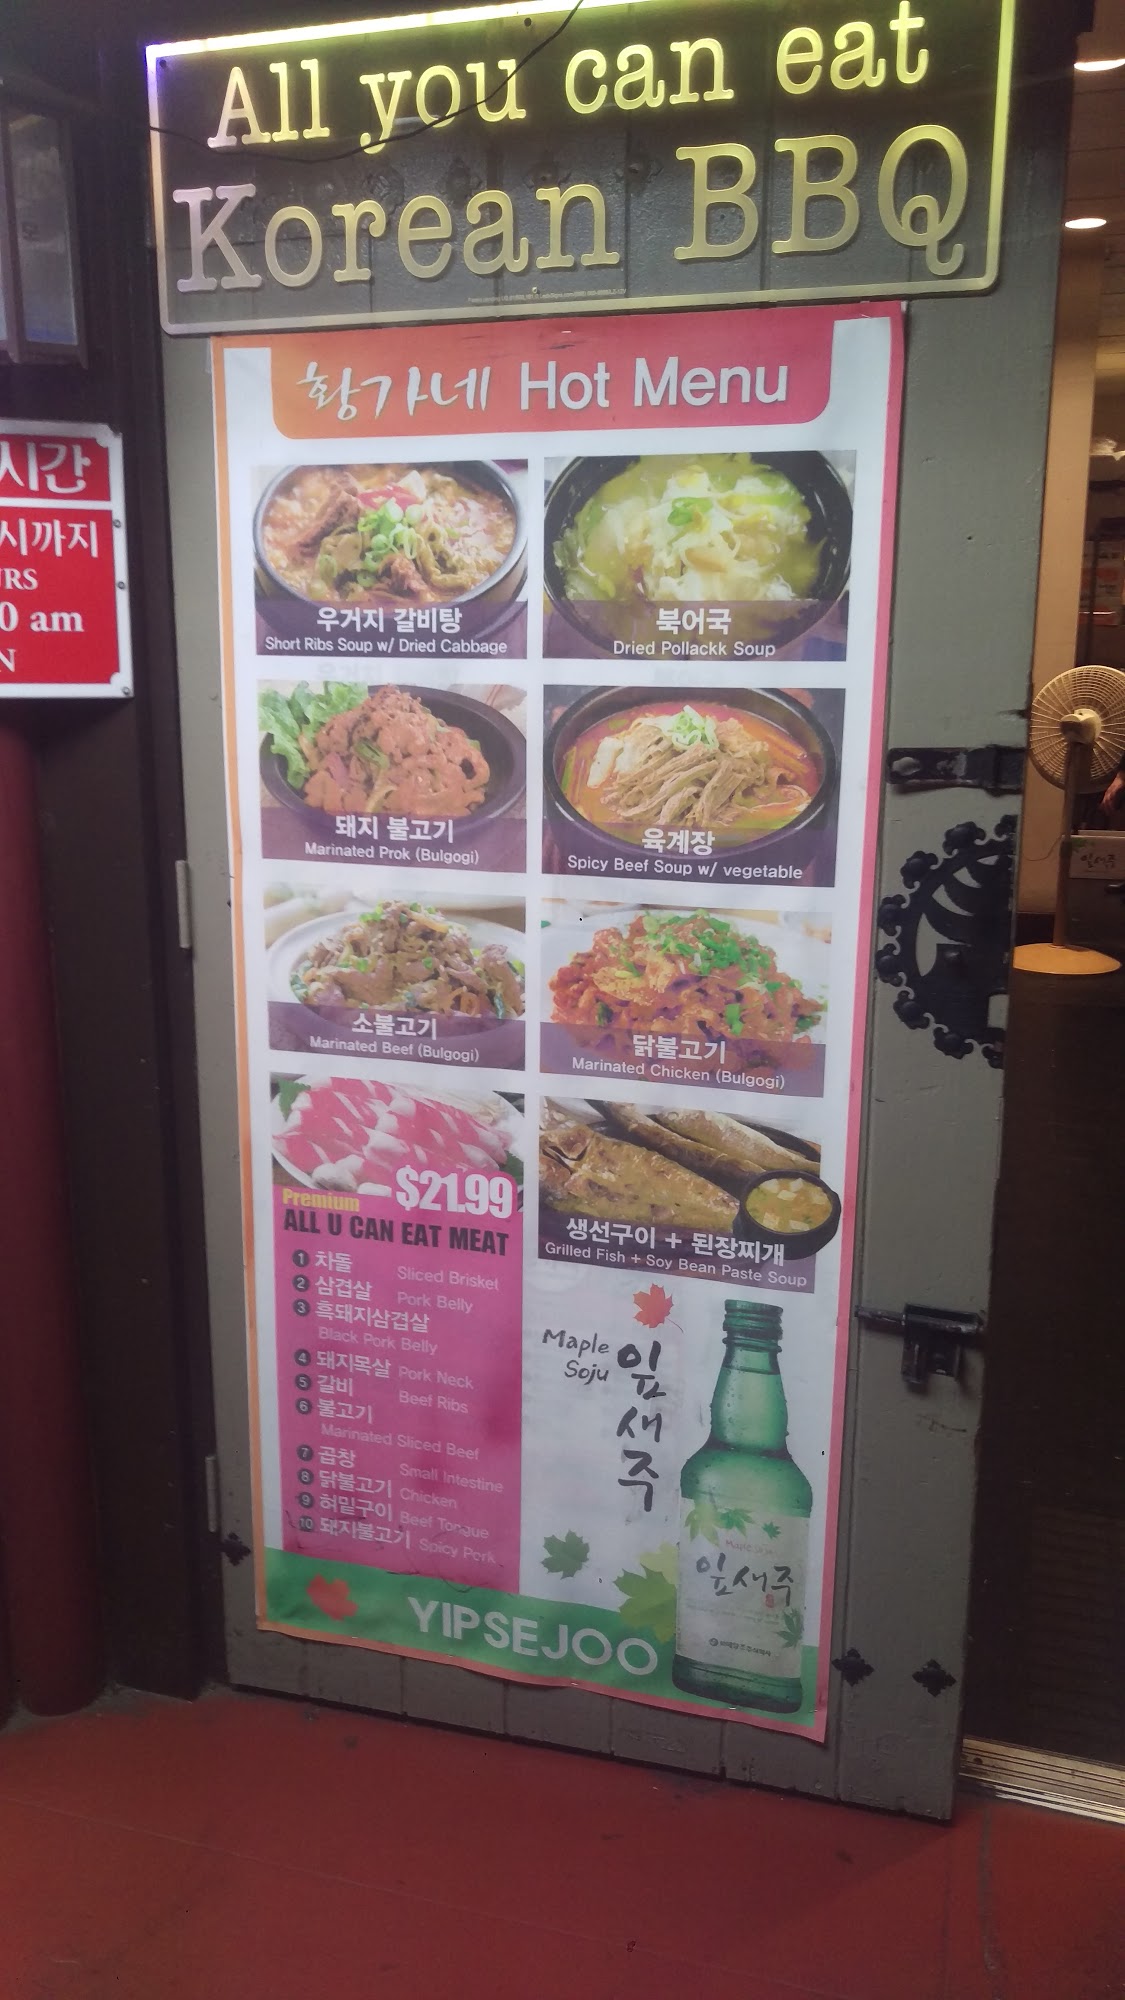 All you can eat
Korean BBQ
시간
시까지
URS
0 am
N
황가네 Hot Menu
우거지 갈비탕
Short Ribs Soup w/ Dried Cabbage
북어국
Dried Pollackk Soup
돼지 불고기
Marinated Prok (Bulgogi)
육계장
Spicy Beef Soup w/ vegetable
소불고기
Marinated Beef (Bulgogi)
닭불고기
Marinated Chicken (Bulgogi)
생선구이 + 된장찌개
Grilled Fish + Soy Bean Paste Soup
Premium $21.99
ALL U CAN EAT MEAT
1 차돌 Sliced Brisket
2 삼겹살 Pork Belly
3 흑돼지삼겹살
Black Pork Belly
4 돼지목살 Pork Neck
5 갈비 Beef Ribs
6 불고기
Marinated Sliced Beef
7 곱창 Small Intestine
8 닭불고기 Chicken
9 혀밑구이 Beef Tongue
10 돼지불고기 Spicy Pork
Maple
Soju
잎새주
Maple Soju
잎새주
YIPSEJOO
잎새주